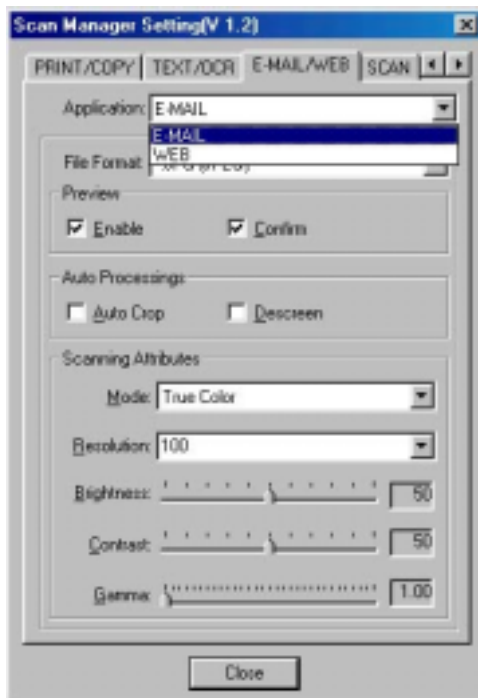 Scan Manager Setting(V 1.2)
PRINT/COPY TEXT/OCR E-MAIL/WEB SCAN
Application: E-MAIL
E-MAIL
WEB
File Format:
Preview
Enable Confirm
Auto Processings
Auto Crop Descreen
Scanning Attributes
Mode: True Color
Resolution: 100
Brightness: 50
Contrast: 50
Gamma: 1.00
Close